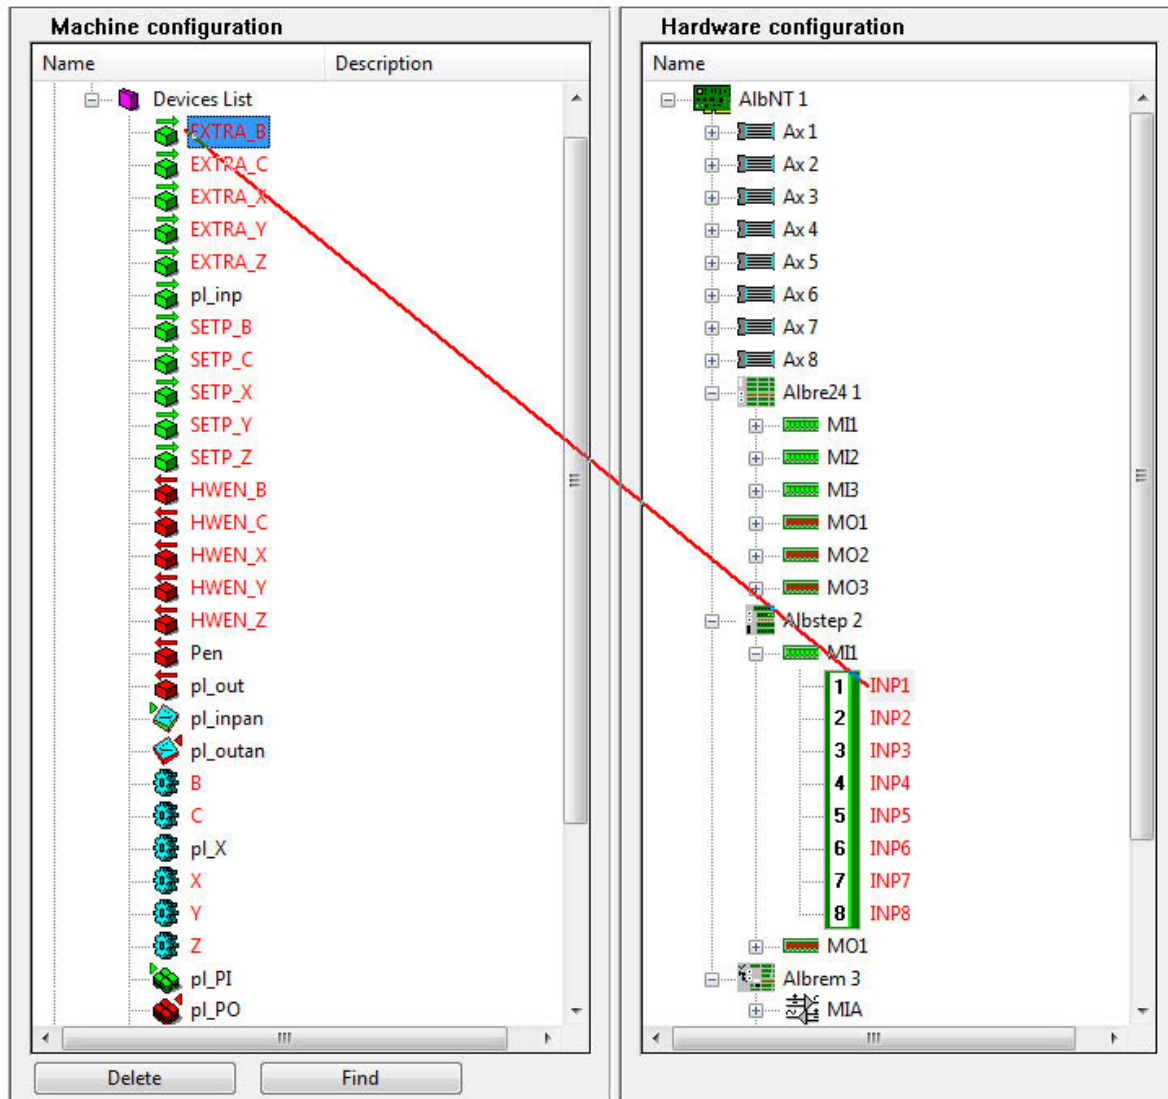 Machine configuration
Name Description
Devices List
EXTRA_B
EXTRA_C
EXTRA_X
EXTRA_Y
EXTRA_Z
pl_inp
SETP_B
SETP_C
SETP_X
SETP_Y
SETP_Z
HWEN_B
HWEN_C
HWEN_X
HWEN_Y
HWEN_Z
Pen
pl_out
pl_inpan
pl_outan
B
C
pl_X
X
Y
Z
pl_PI
pl_PO
Delete Find
Hardware configuration
Name
AlbNT 1
Ax 1
Ax 2
Ax 3
Ax 4
Ax 5
Ax 6
Ax 7
Ax 8
Albre24 1
MI1
MI2
MI3
MO1
MO2
MO3
Albstep 2
MI1
1 INP1
2 INP2
3 INP3
4 INP4
5 INP5
6 INP6
7 INP7
8 INP8
MO1
Albrem 3
MIA